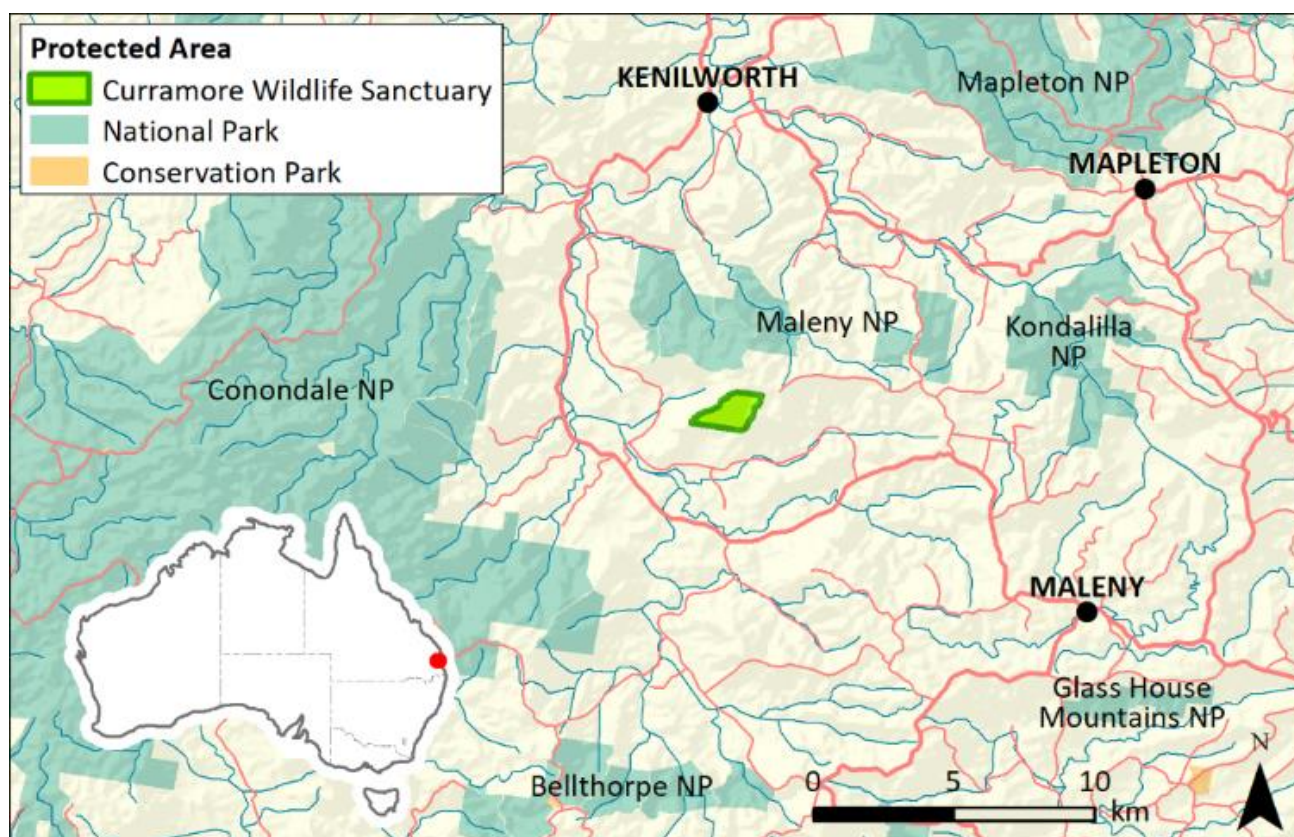 Protected Area
Curramore Wildlife Sanctuary
National Park
Conservation Park
KENILWORTH
Mapleton NP
MAPLETON
Maleny NP
Kondalilla
NP
Conondale NP
MALENY
Glass House
Mountains NP
Bellthorpe NP
0 5 10
km
N